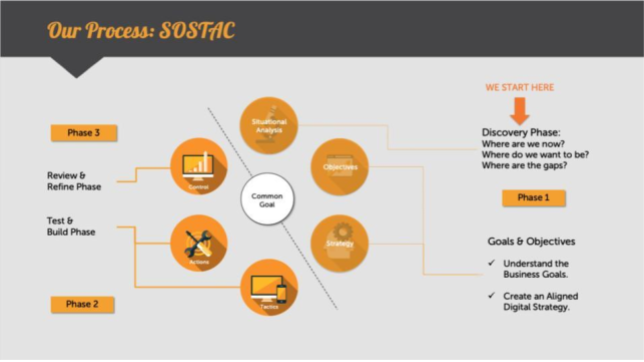 Our Process: SOSTAC
WE START HERE
Situational
Analysis
Phase 3
Discovery Phase:
Where are we now?
Where do we want to be?
Where are the gaps?
Objectives
Review &
Refine Phase
Control
Phase 1
Common
Goal
Test &
Build Phase
Strategy
Goals & Objectives
Actions
✓ Understand the
Business Goals.
Phase 2
Tactics
✓ Create an Aligned
Digital Strategy.